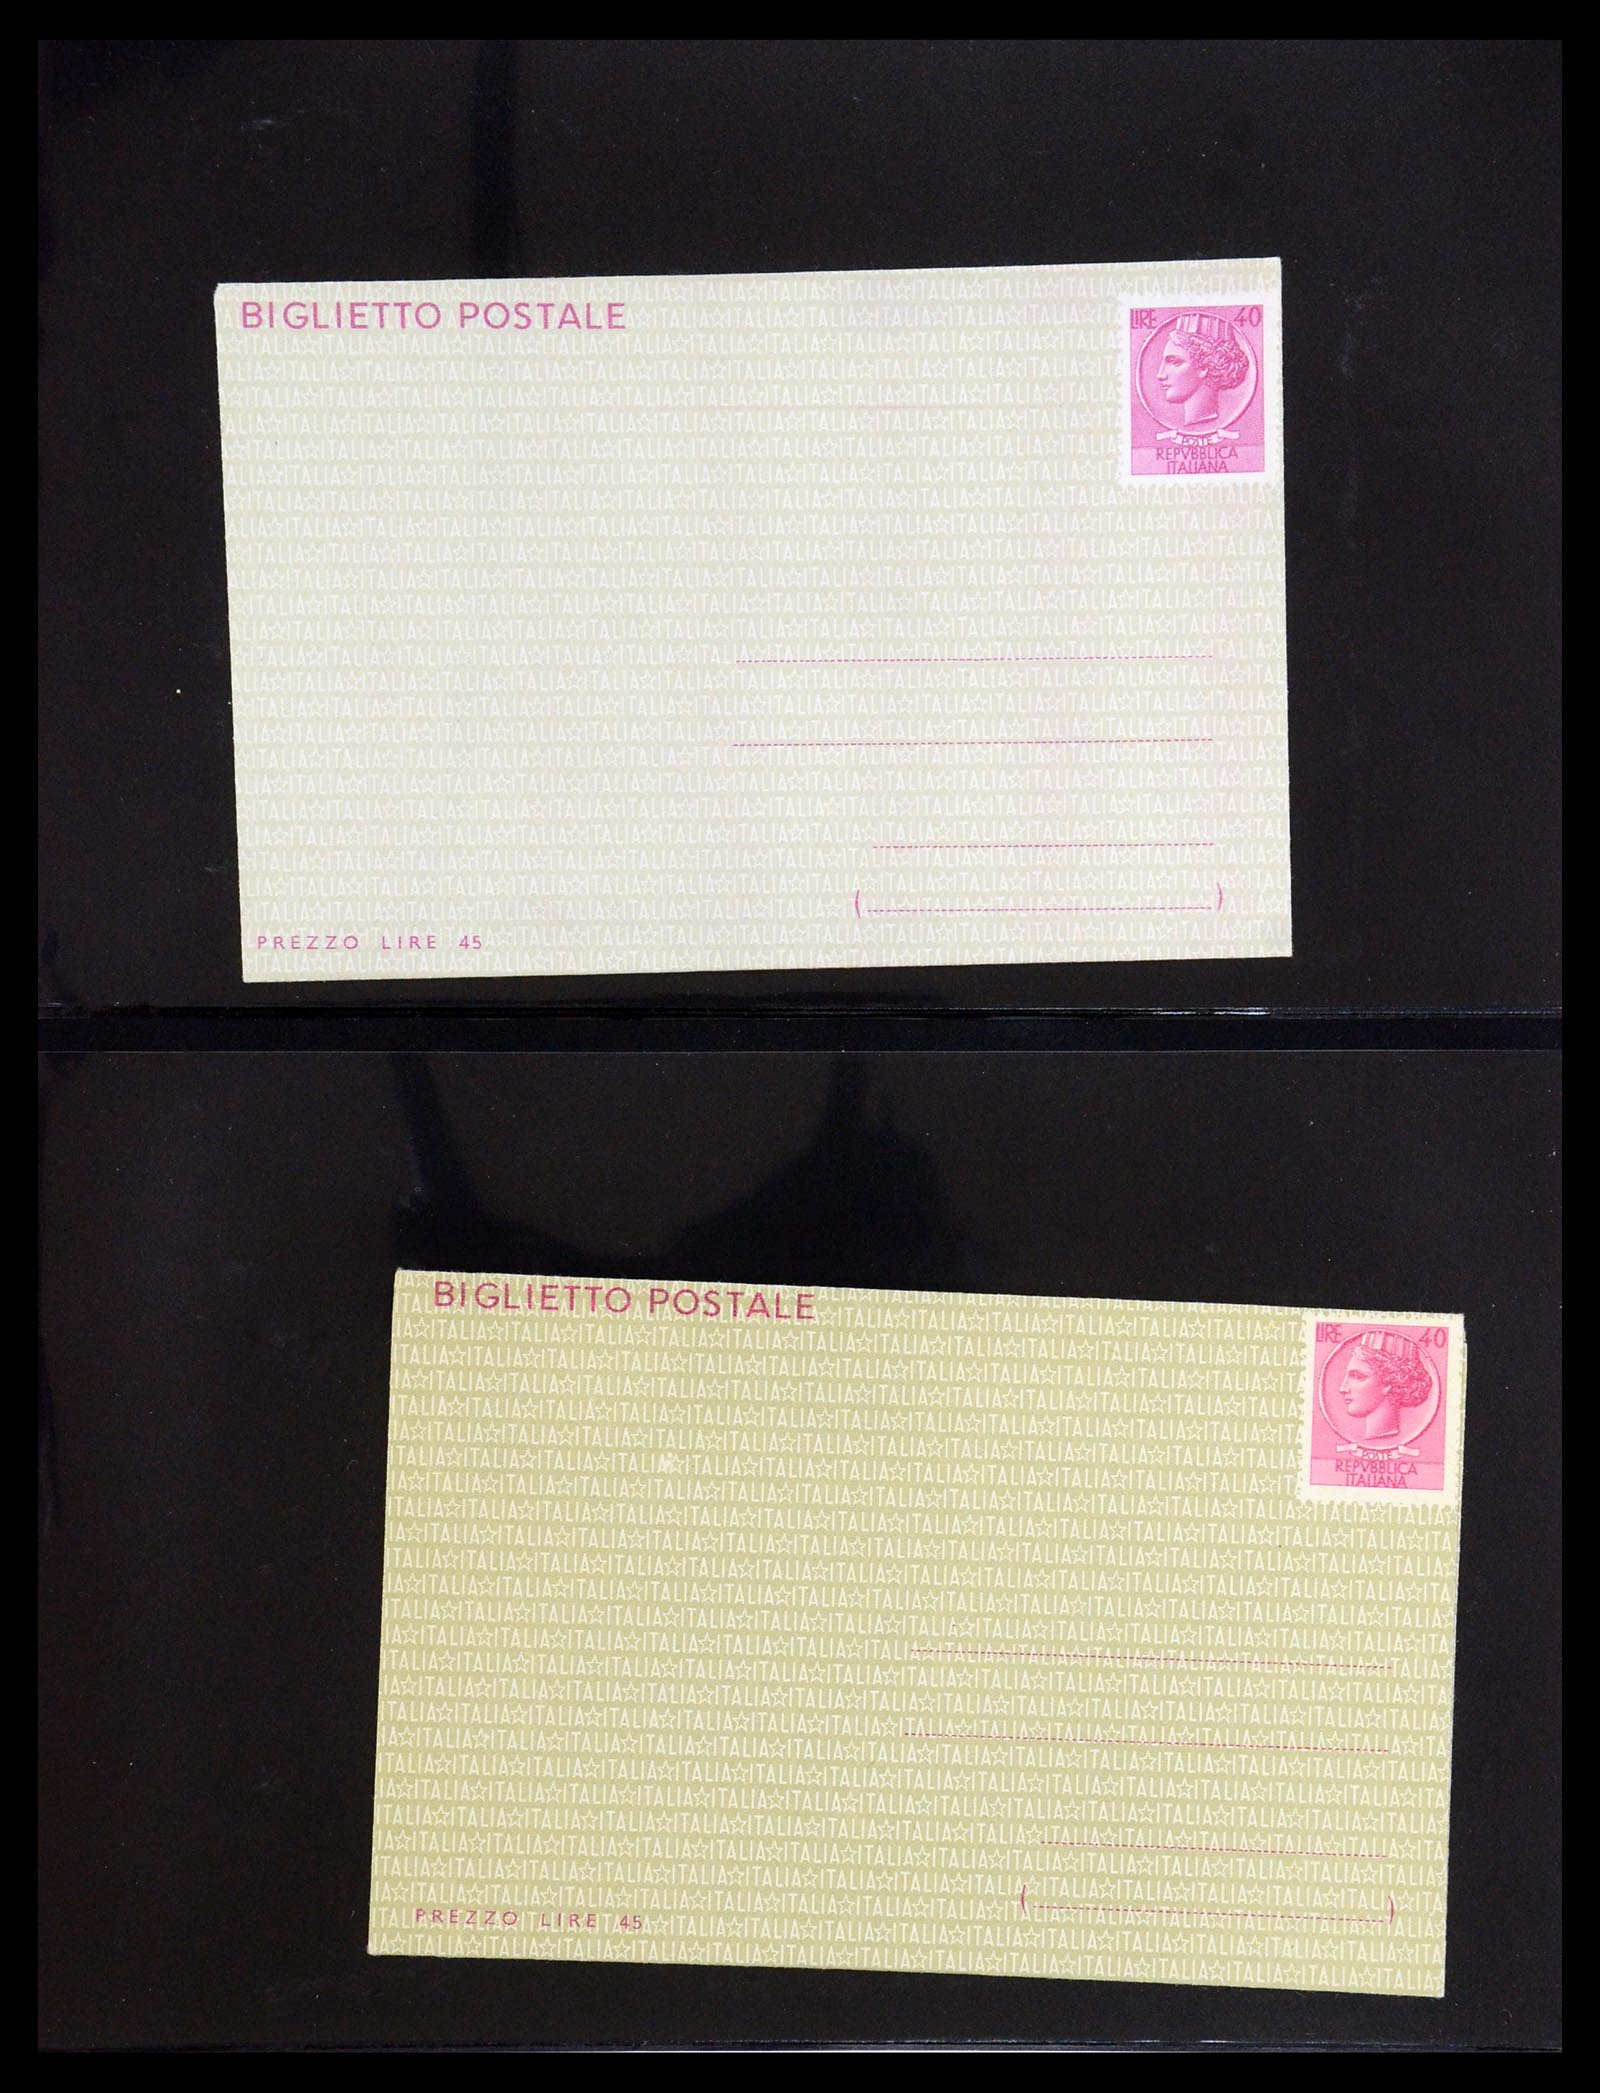 BIGLIETTO POSTALE
LIRE 40
POSTE
REPVBBLICA
ITALIANA
PREZZO LIRE 45
BIGLIETTO POSTALE
LIRE 40
POSTE
REPVBBLICA
ITALIANA
PREZZO LIRE 45